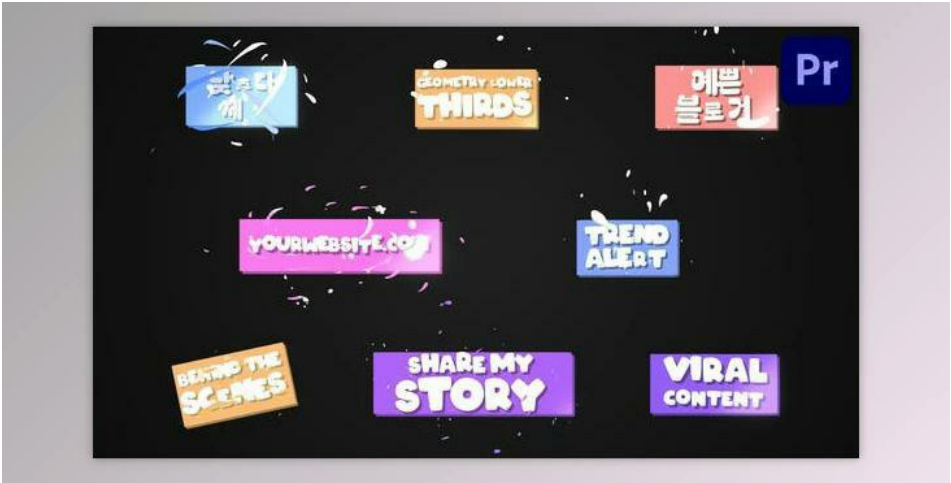 GEOMETRY LOWER
THIRDS
예쁜
블로거
Pr
YOURWEBSITE.COM
TREND
ALERT
BEHIND THE
SCENES
SHARE MY
STORY
VIRAL
CONTENT